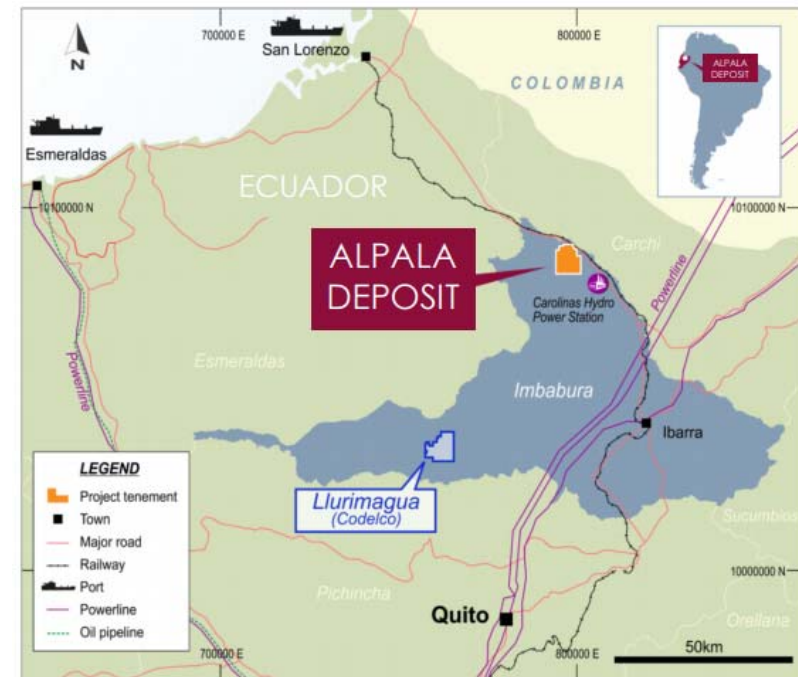 700000 E
800000 E
San Lorenzo
N
COLOMBIA
ALPALA
DEPOSIT
Esmeraldas
10100000 N
10100000 N
ECUADOR
Carchi
Powerline
ALPALA
DEPOSIT
Carolinas Hydro
Power Station
Powerline
Esmeraldas
Imbabura
Ibarra
Llurimagua
(Codelco)
LEGEND
Project tenement
Town
Major road
Railway
Port
Powerline
Oil pipeline
Sucumbios
10000000 N
Pichincha
Quito
Orellana
700000 E
800000 E
50km